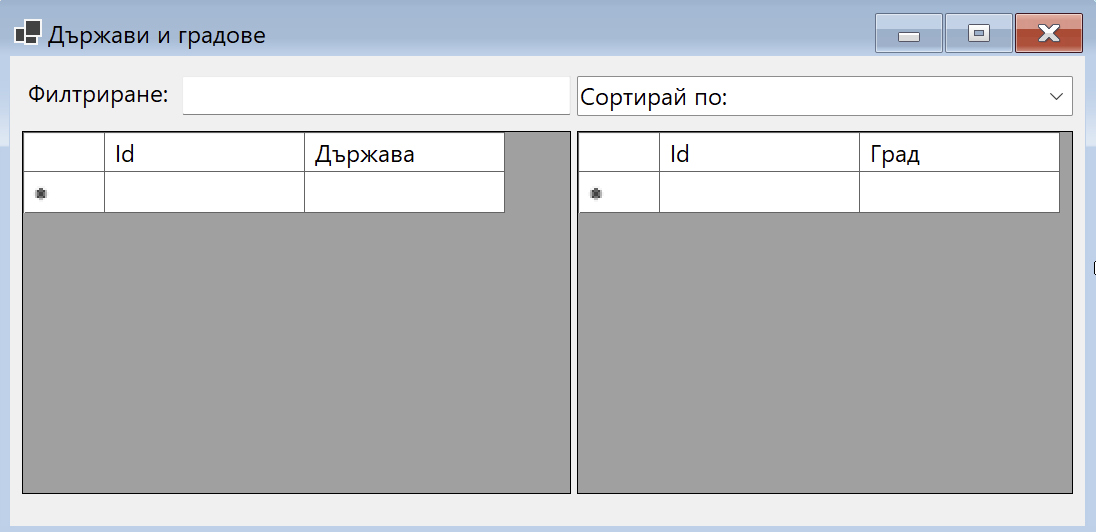 Държави и градове
Филтриране:
Сортирай по:
Id Държава
Id Град